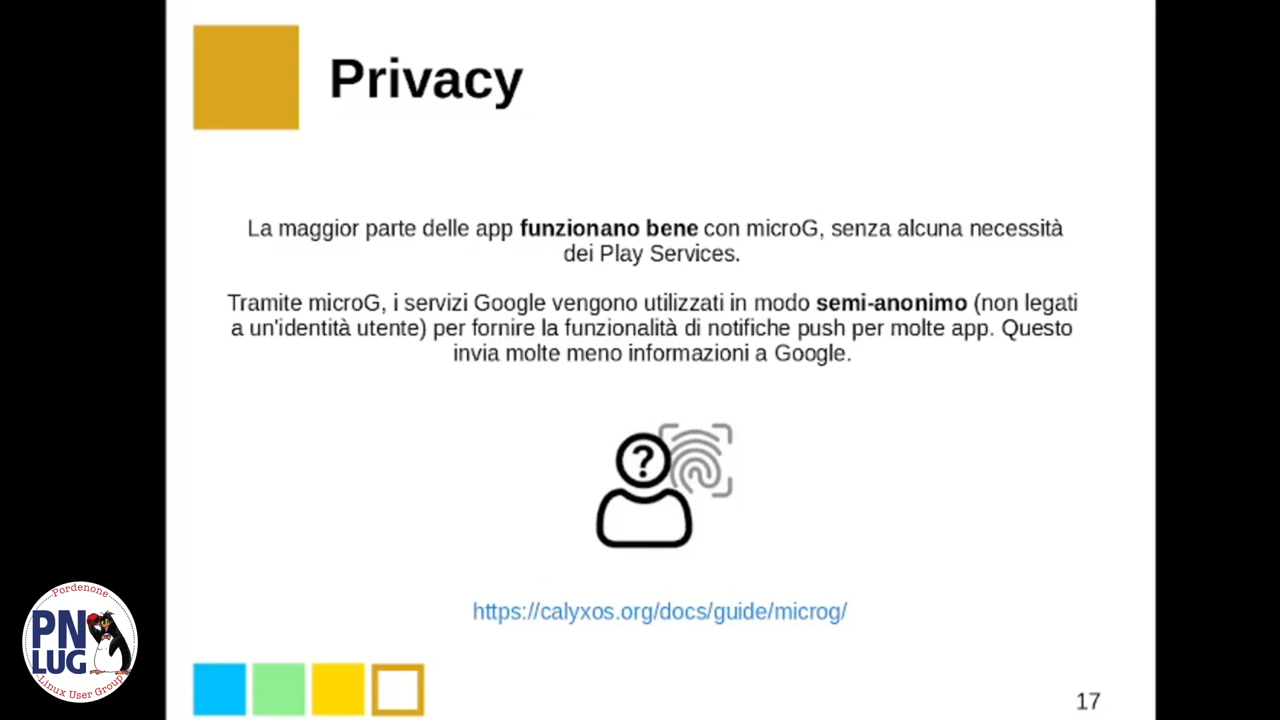 Privacy
La maggior parte delle app funzionano bene con microG, senza alcuna necessità
dei Play Services.
Tramite microG, i servizi Google vengono utilizzati in modo semi-anonimo (non legati
a un'identità utente) per fornire la funzionalità di notifiche push per molte app. Questo
invia molte meno informazioni a Google.
?
https://calyxos.org/docs/guide/microg/
Pordenone
PN
LUG
Linux User Group
17